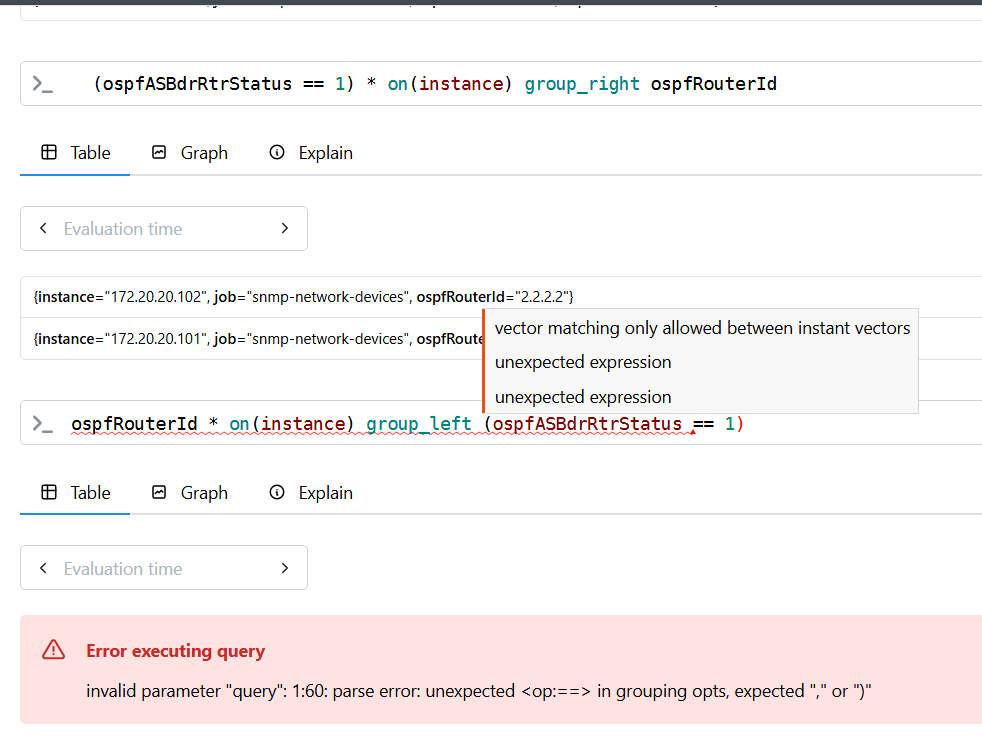 >_ (ospfASBdrRtrStatus == 1) * on(instance) group_right ospfRouterId
Table Graph Explain
< Evaluation time >
{instance="172.20.20.102", job="snmp-network-devices", ospfRouterId="2.2.2.2"}
{instance="172.20.20.101", job="snmp-network-devices", ospfRoute
vector matching only allowed between instant vectors
unexpected expression
unexpected expression
>_ ospfRouterId * on(instance) group_left (ospfASBdrRtrStatus == 1)
Table Graph Explain
< Evaluation time >
Error executing query
invalid parameter "query": 1:60: parse error: unexpected <op:==> in grouping opts, expected "," or ")"